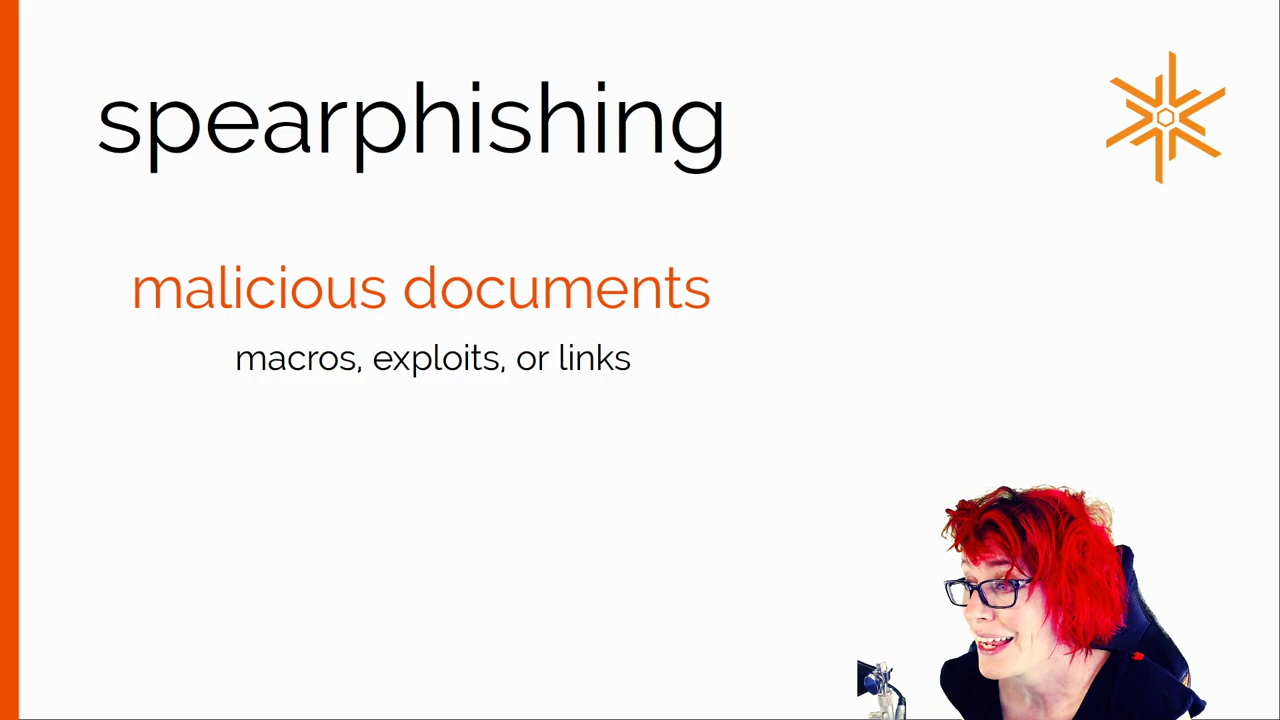 spearphishing
malicious documents
macros, exploits, or links